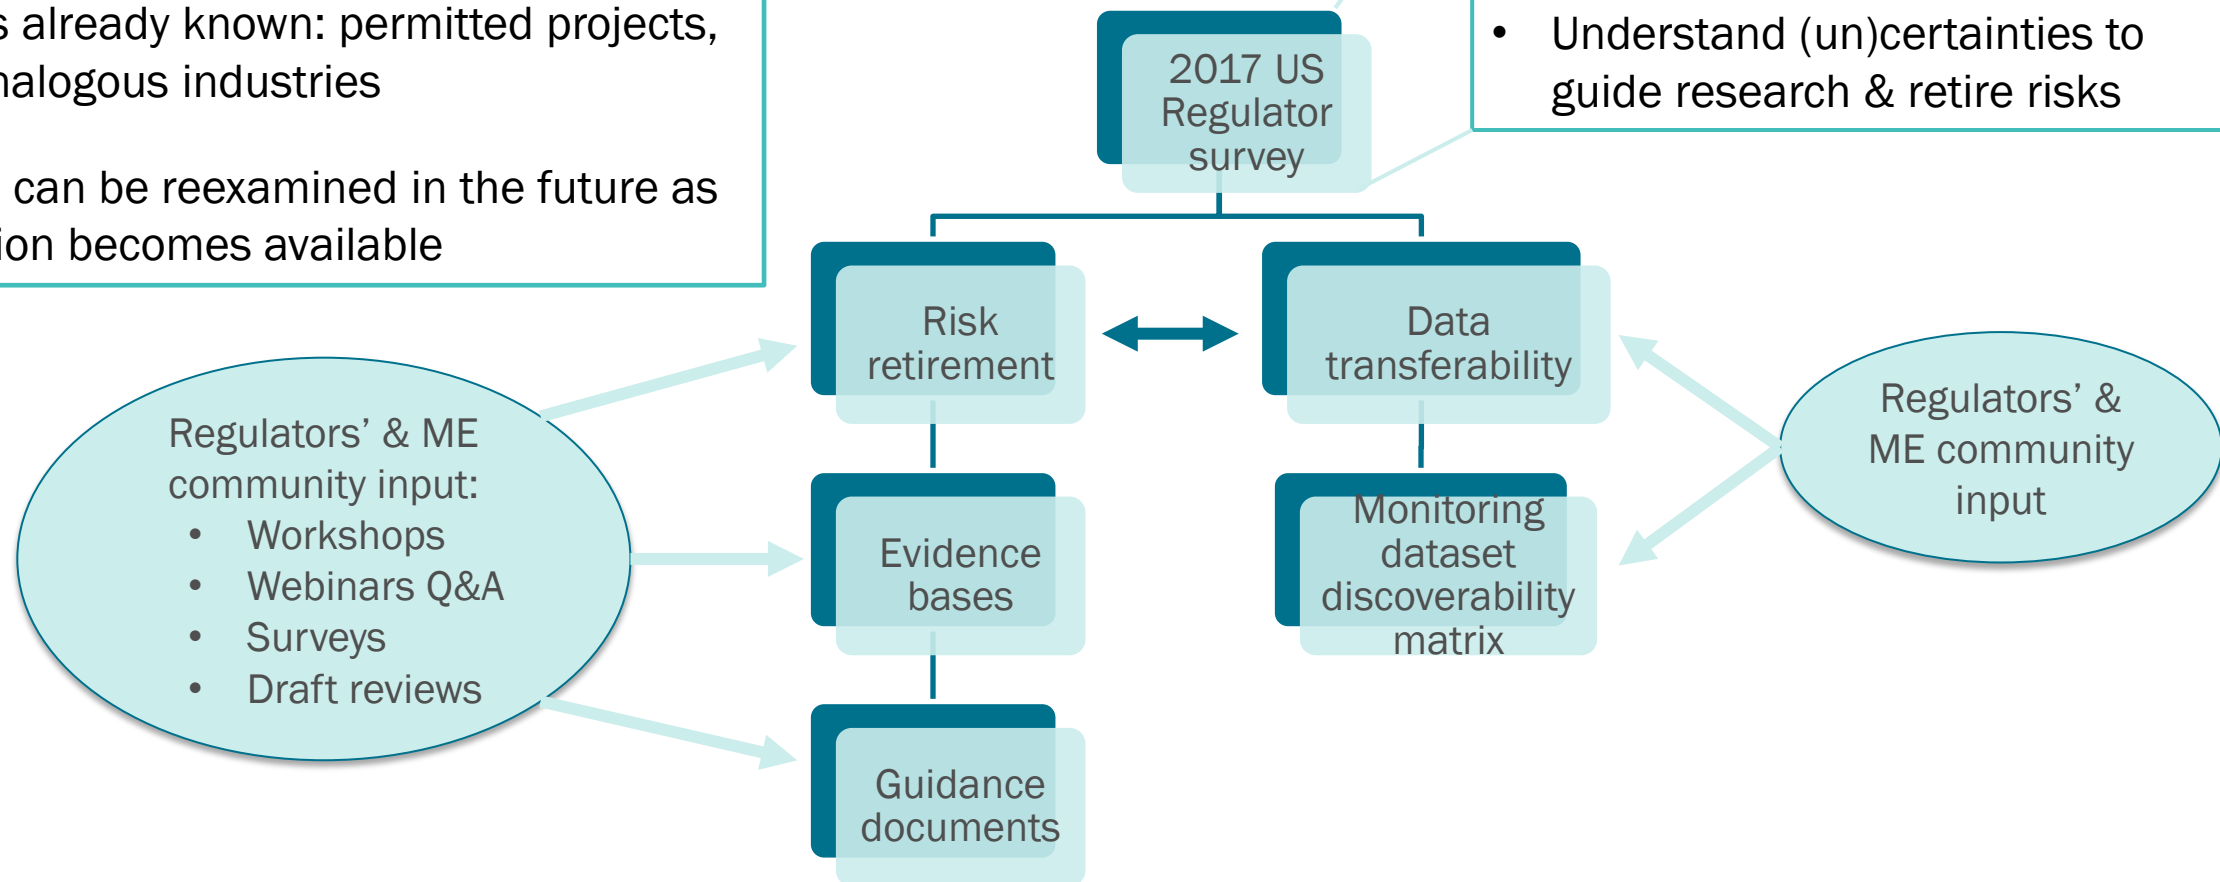 already known: permitted projects,
industries
can be reexamined in the future as
becomes available
2017 US
Regulator
survey
• Understand (un)certainties to
guide research & retire risks
Risk
retirement
Data
transferability
Regulators’ & ME
community input:
• Workshops
• Webinars Q&A
• Surveys
• Draft reviews
Evidence
bases
Monitoring
dataset
discoverability
matrix
Regulators’ &
ME community
input
Guidance
documents